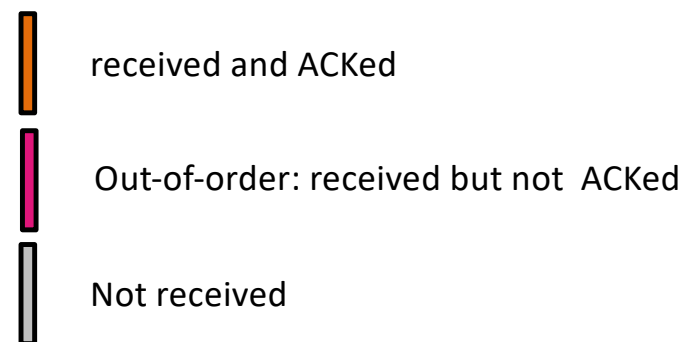 received and ACKed
Out-of-order: received but not ACKed
Not received